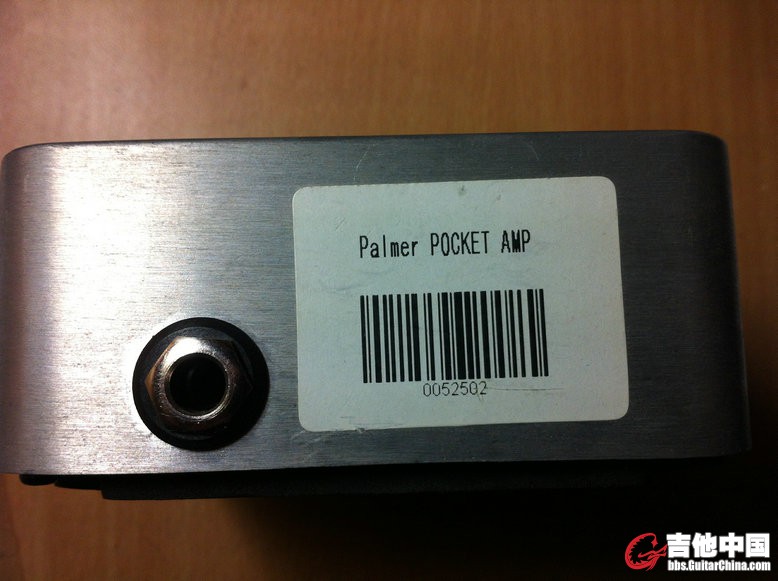 Palmer POCKET AMP
0052502
吉他中国
bbs.GuitarChina.com